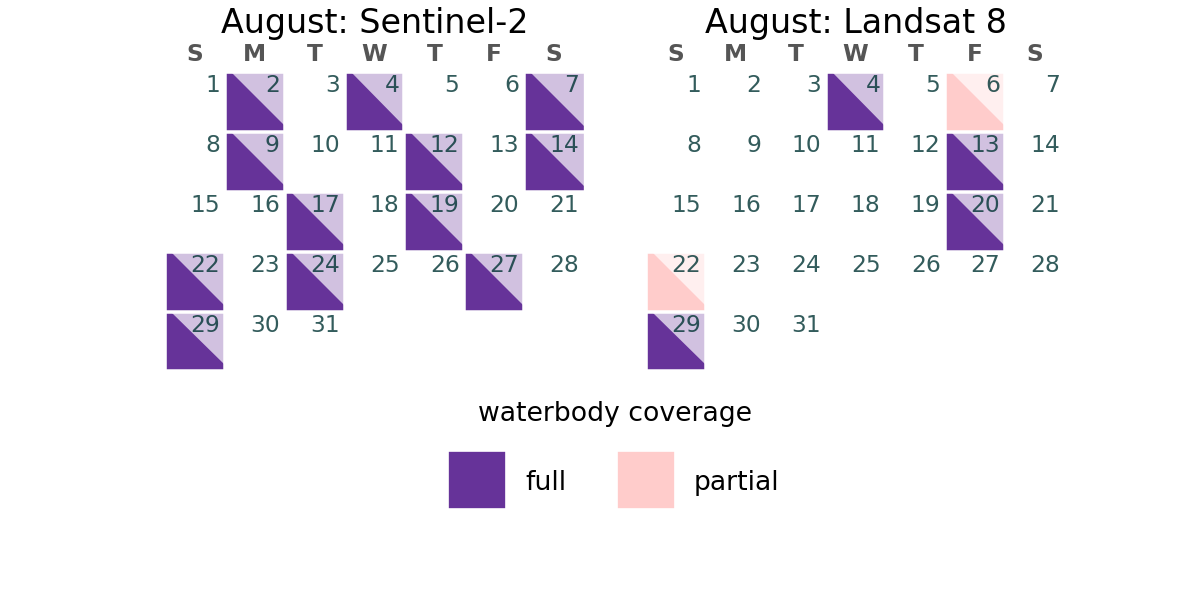 August: Sentinel-2
S M T W T F S
1 2 3 4 5 6 7
8 9 10 11 12 13 14
15 16 17 18 19 20 21
22 23 24 25 26 27 28
29 30 31
August: Landsat 8
S M T W T F S
1 2 3 4 5 6 7
8 9 10 11 12 13 14
15 16 17 18 19 20 21
22 23 24 25 26 27 28
29 30 31
waterbody coverage
full
partial